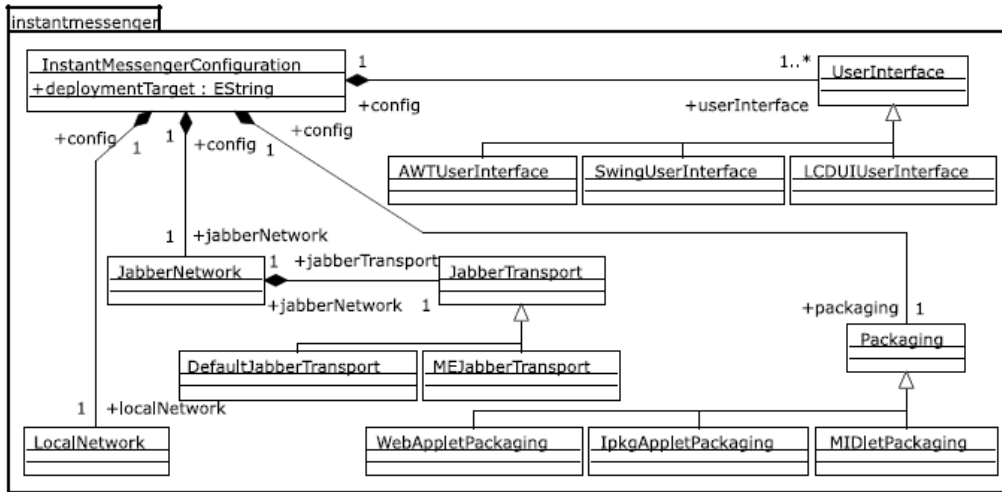 instantmessenger
InstantMessengerConfiguration
+deploymentTarget : EString
1
+config
1..*
+userInterface
UserInterface
+config
1
1
+config
1
+config
AWTUserInterface
SwingUserInterface
LCDUIUserInterface
1
+jabberNetwork
JabberNetwork
1
+jabberTransport
+jabberNetwork
1
JabberTransport
+packaging
1
Packaging
DefaultJabberTransport
MEJabberTransport
1
+localNetwork
LocalNetwork
WebAppletPackaging
IpkgAppletPackaging
MIDletPackaging